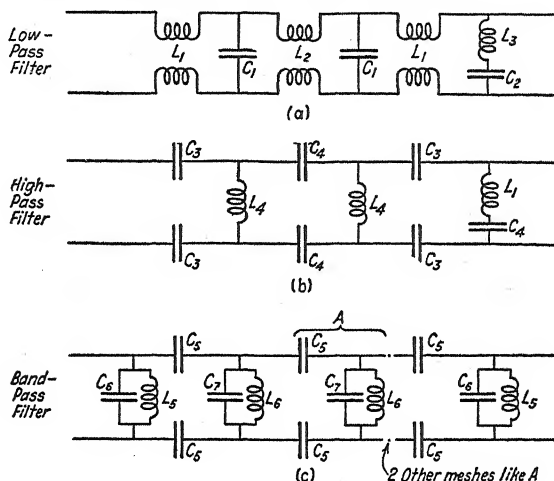 Low-
Pass
Filter
L1
C1
L2
C1
L1
L3
C2
(a)
High-
Pass
Filter
C3
C4
C3
L4
L4
L1
C4
C3
C4
C3
(b)
Band-
Pass
Filter
A
C5
C5
C5
C6
L5
C7
L6
C7
L6
C6
L5
C5
C5
C5
(c)
2 Other meshes like A